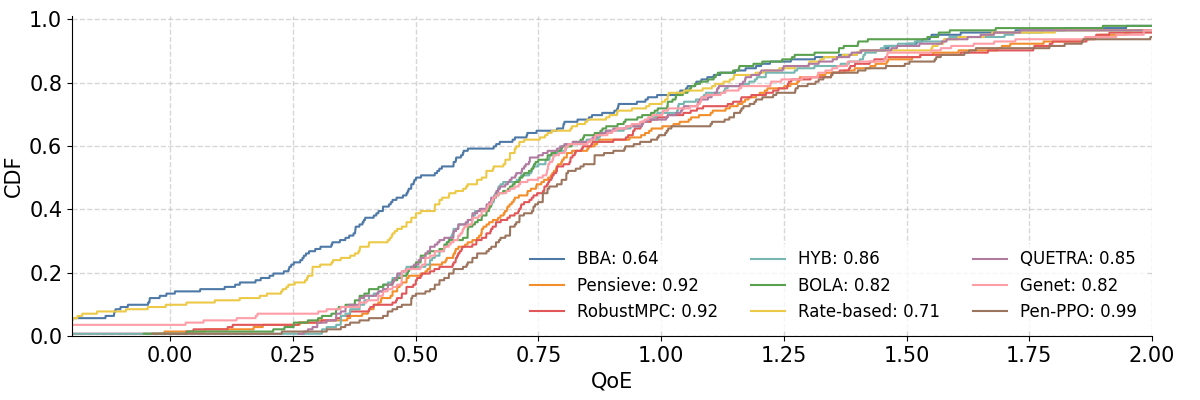 1.0
0.8
0.6
0.4
0.2
0.0
CDF
BBA: 0.64
Pensieve: 0.92
RobustMPC: 0.92
HYB: 0.86
BOLA: 0.82
Rate-based: 0.71
QUETRA: 0.85
Genet: 0.82
Pen-PPO: 0.99
0.00 0.25 0.50 0.75 1.00 1.25 1.50 1.75 2.00
QoE